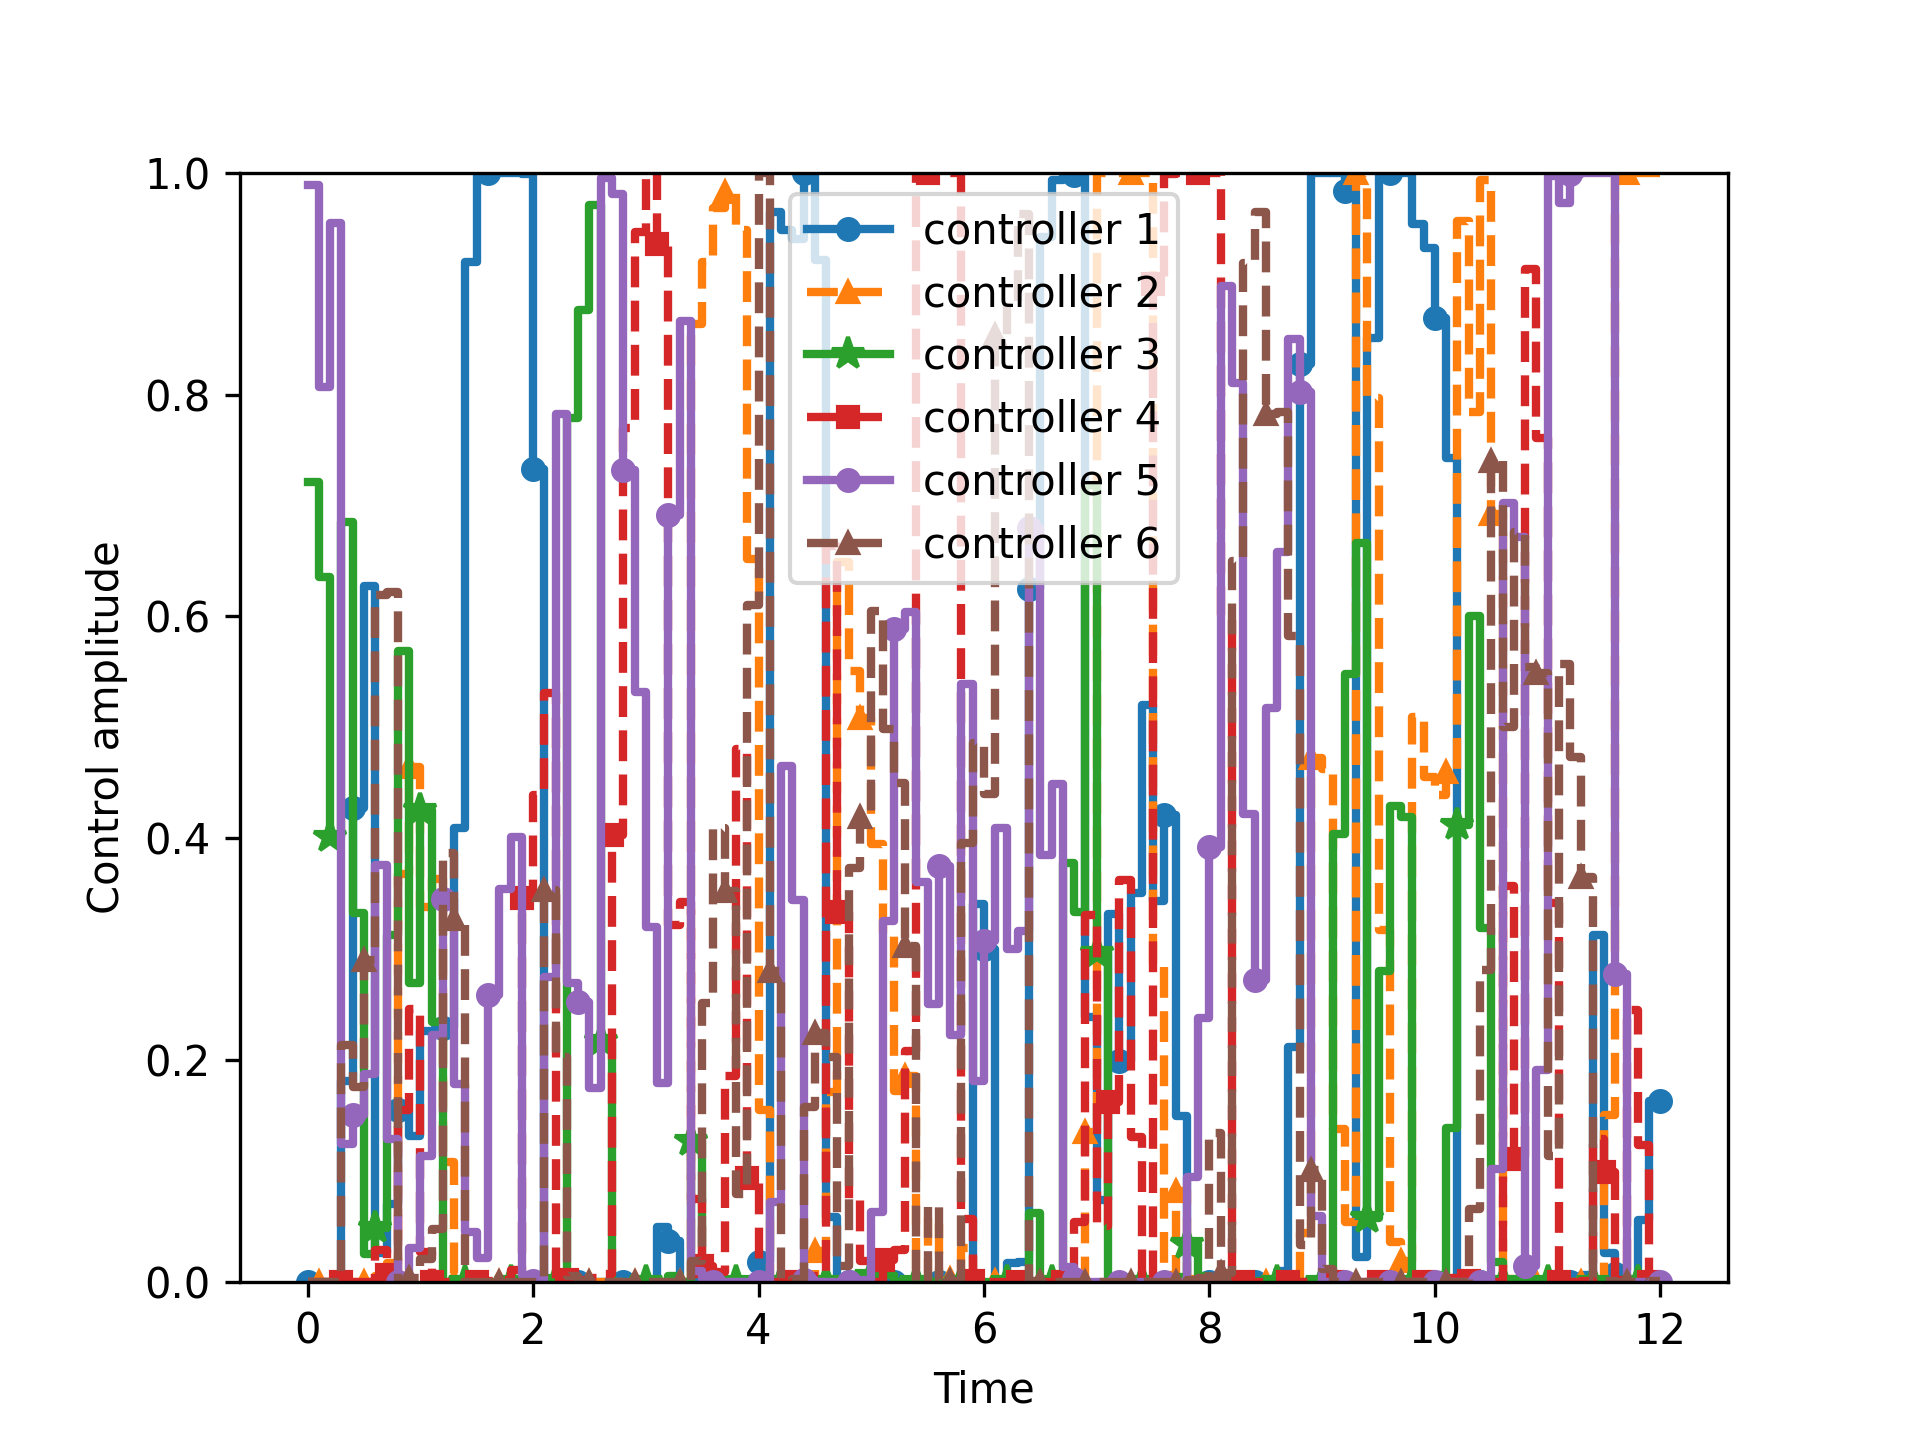 1.0
0.8
0.6
0.4
0.2
0.0
Control amplitude
controller 1
controller 2
controller 3
controller 4
controller 5
controller 6
0 2 4 6 8 10 12
Time